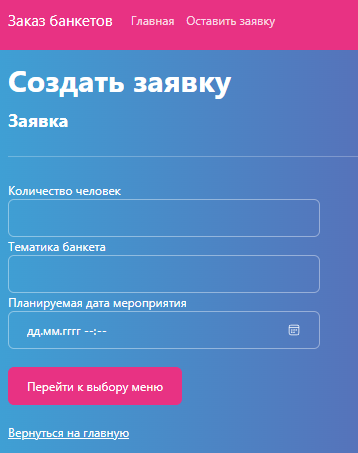 Заказ банкетов Главная Оставить заявку
Создать заявку
Заявка
Количество человек
Тематика банкета
Планируемая дата мероприятия
дд.мм.гггг --:--
Перейти к выбору меню
Вернуться на главную